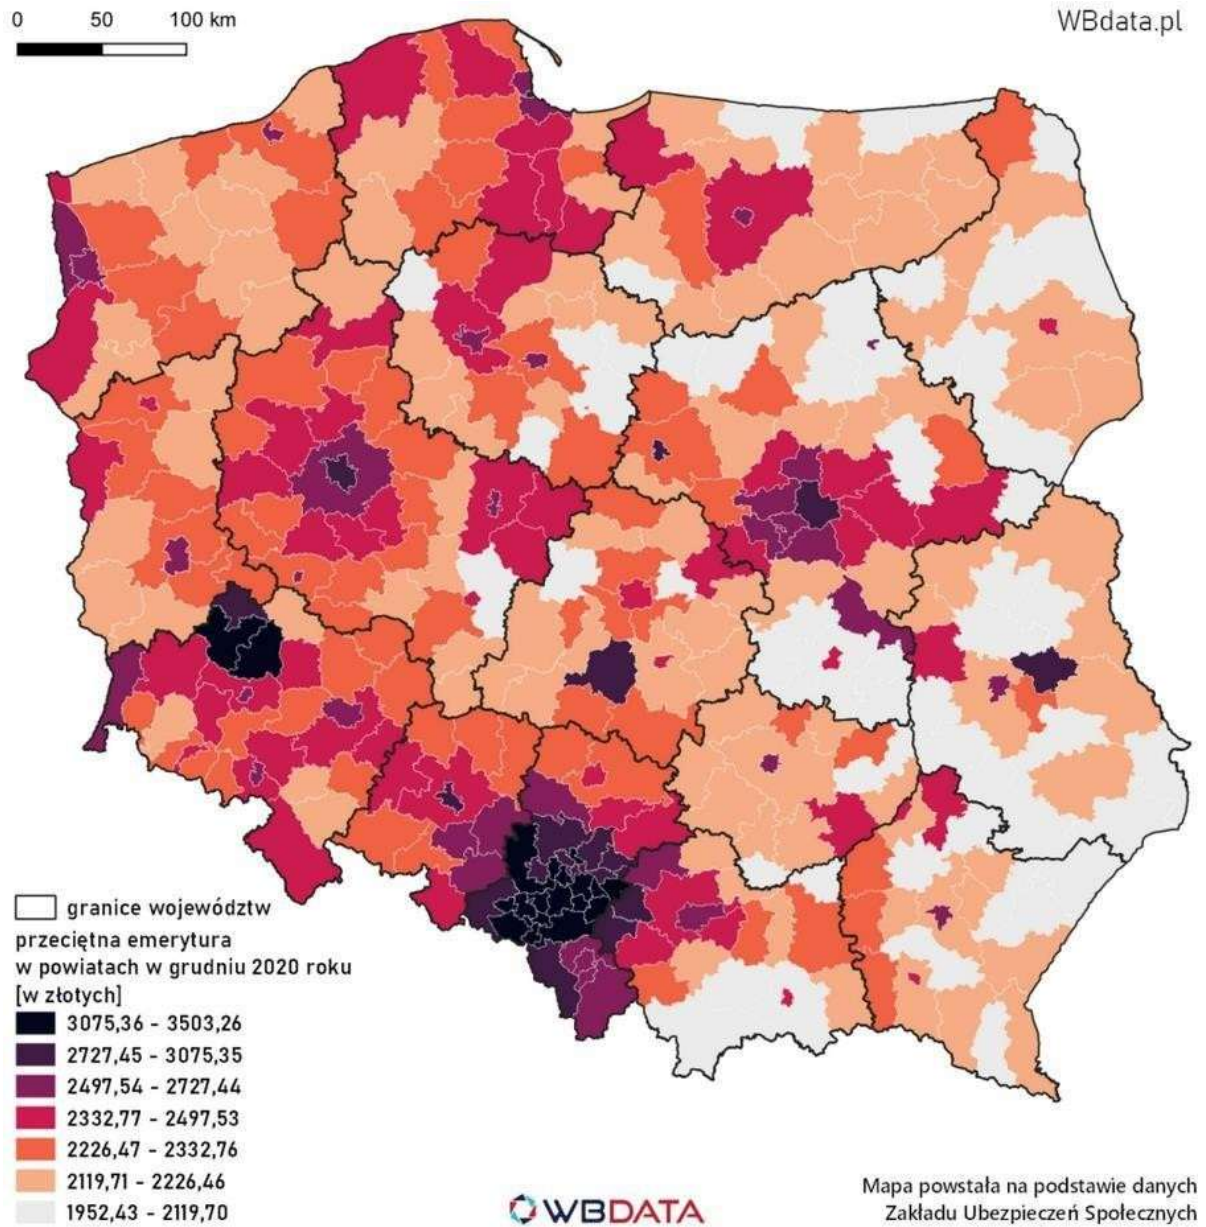 0 50 100 km
WBdata.pl
granice województw
przeciętna emerytura
w powiatach w grudniu 2020 roku
[w złotych]
3075,36 - 3503,26
2727,45 - 3075,35
2497,54 - 2727,44
2332,77 - 2497,53
2226,47 - 2332,76
2119,71 - 2226,46
1952,43 - 2119,70
WBDATA
Mapa powstała na podstawie danych
Zakładu Ubezpieczeń Społecznych